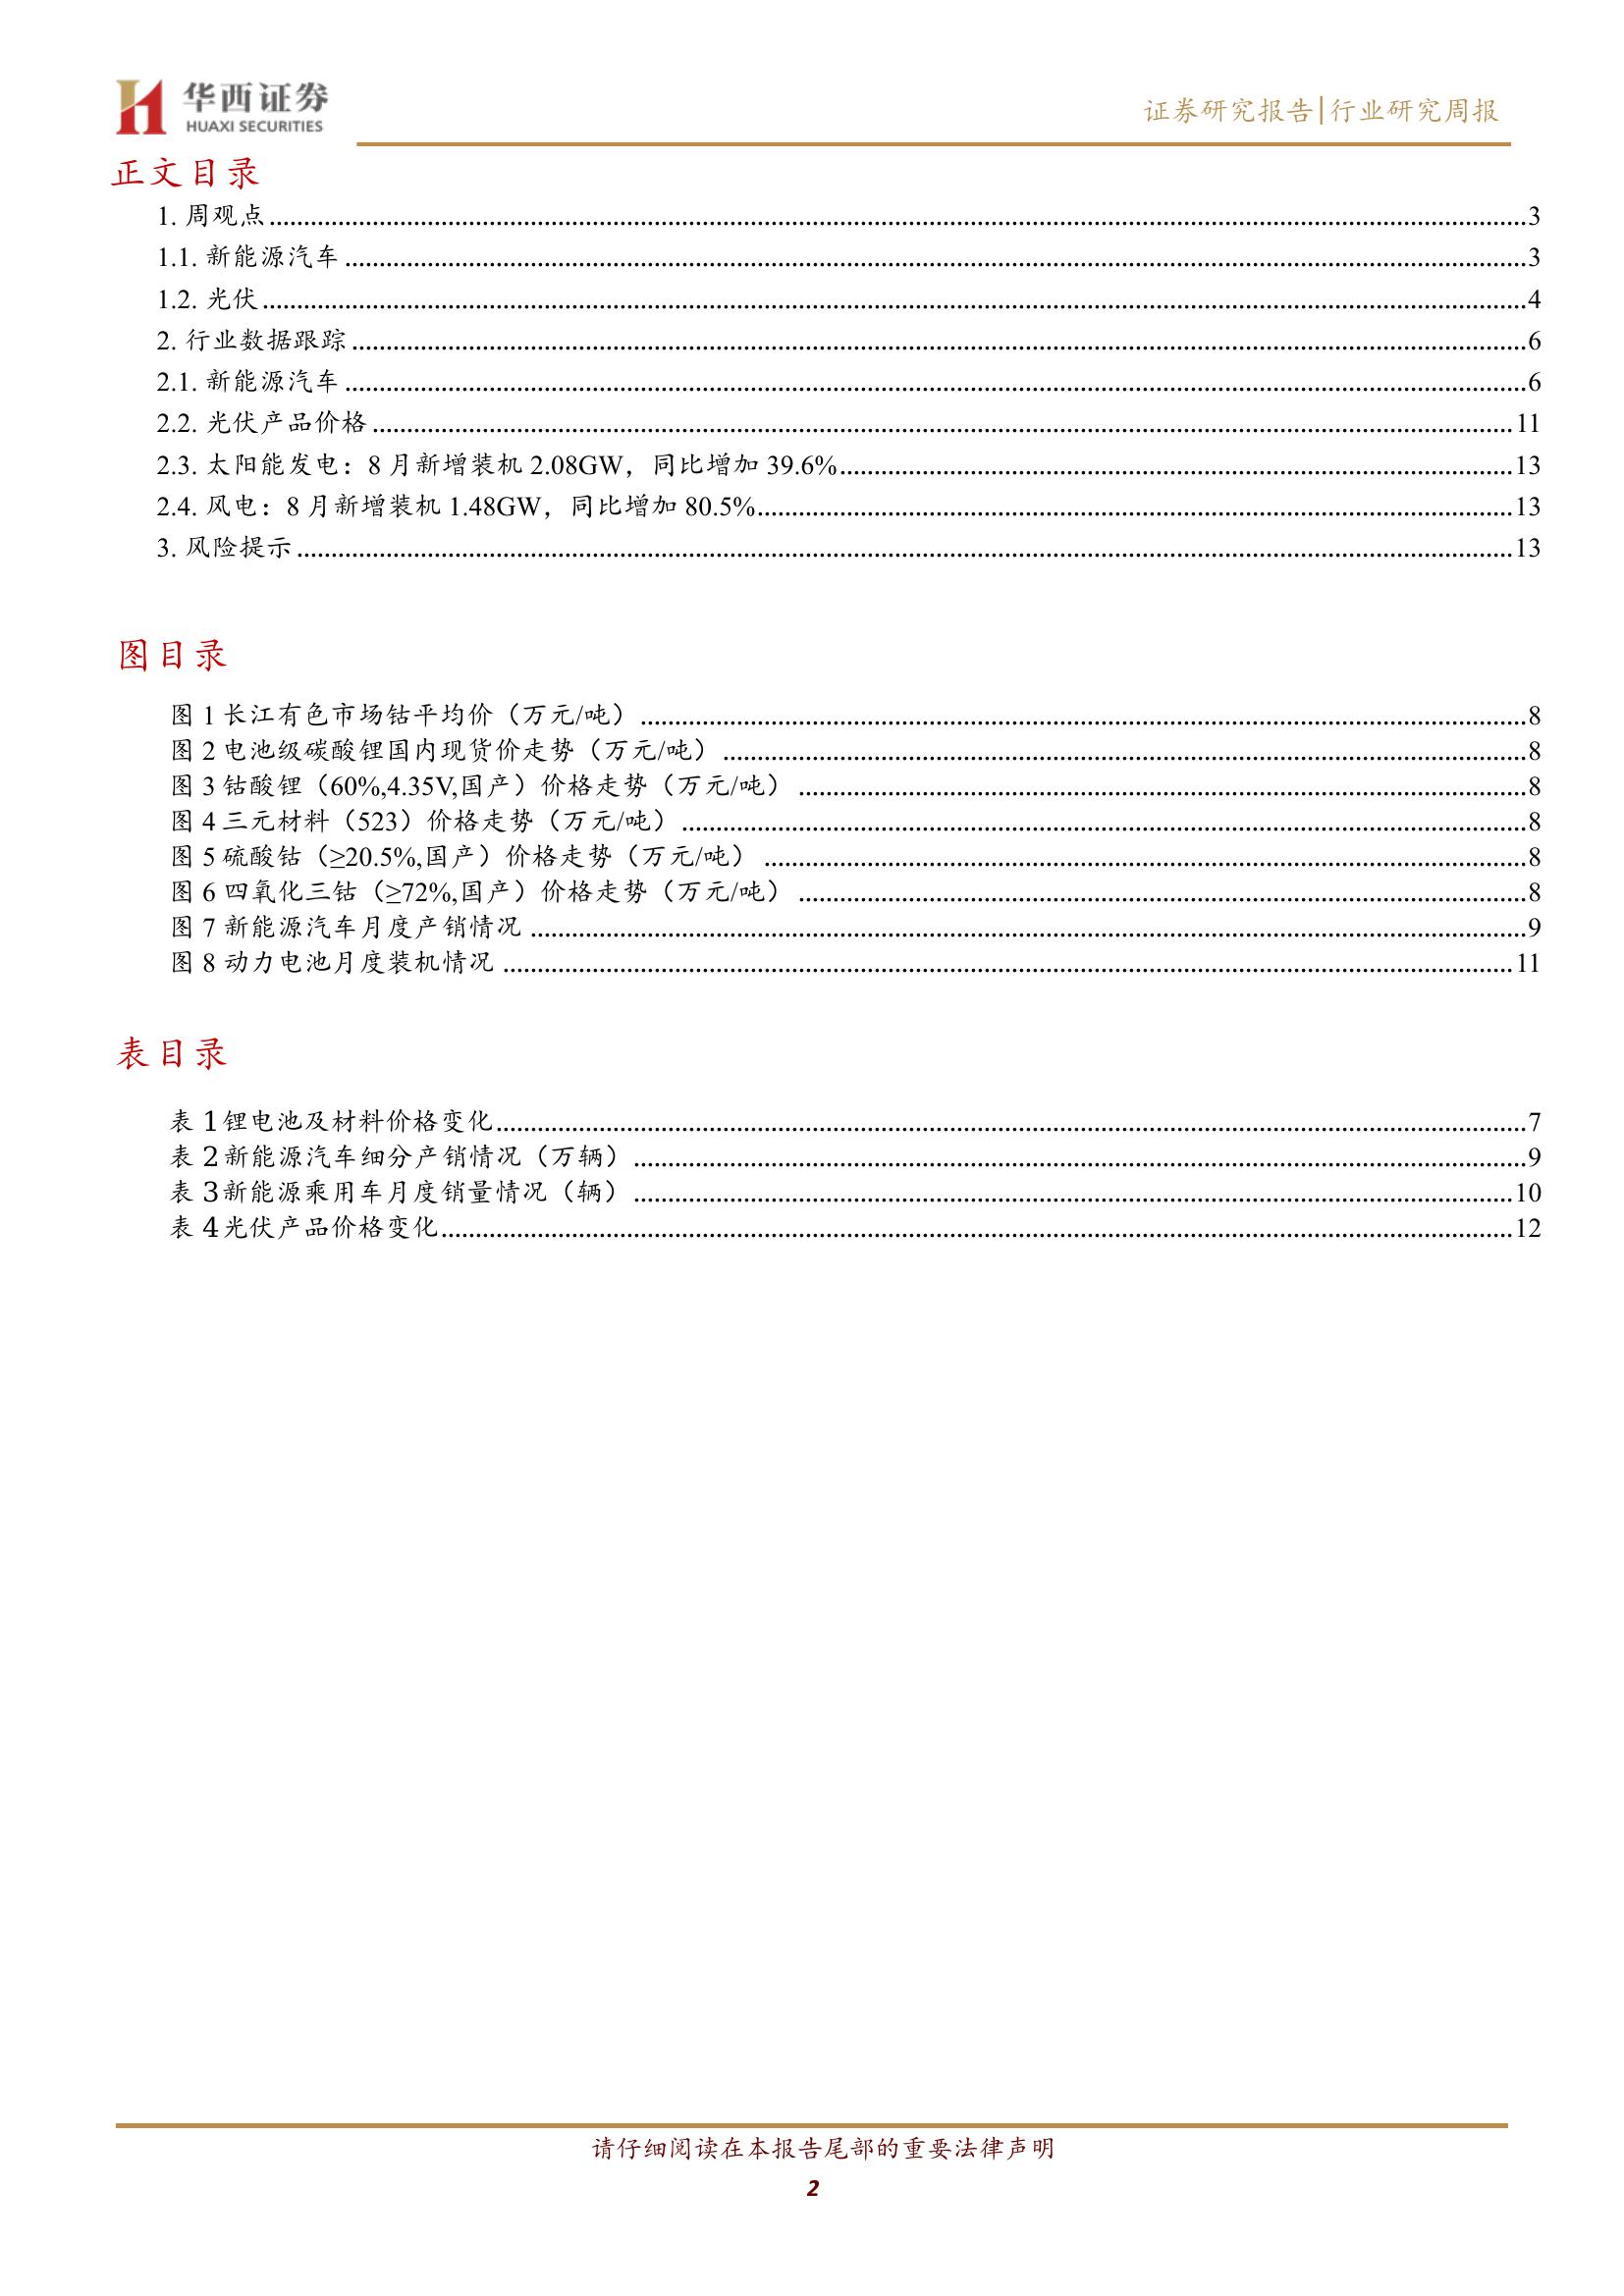 华西证券
HUAXI SECURITIES
证券研究报告|行业研究周报
正文目录
1. 周观点 3
1.1. 新能源汽车 3
1.2. 光伏 4
2. 行业数据跟踪 6
2.1. 新能源汽车 6
2.2. 光伏产品价格 11
2.3. 太阳能发电：8 月新增装机 2.08GW，同比增加 39.6% 13
2.4. 风电：8 月新增装机 1.48GW，同比增加 80.5% 13
3. 风险提示 13
图目录
图 1 长江有色市场钴平均价（万元/吨） 8
图 2 电池级碳酸锂国内现货价走势（万元/吨） 8
图 3 钴酸锂（60%,4.35V,国产）价格走势（万元/吨） 8
图 4 三元材料（523）价格走势（万元/吨） 8
图 5 硫酸钴（≥20.5%,国产）价格走势（万元/吨） 8
图 6 四氧化三钴（≥72%,国产）价格走势（万元/吨） 8
图 7 新能源汽车月度产销情况 9
图 8 动力电池月度装机情况 11
表目录
表 1锂电池及材料价格变化 7
表 2新能源汽车细分产销情况（万辆） 9
表 3新能源乘用车月度销量情况（辆） 10
表 4光伏产品价格变化 12
请仔细阅读在本报告尾部的重要法律声明
2